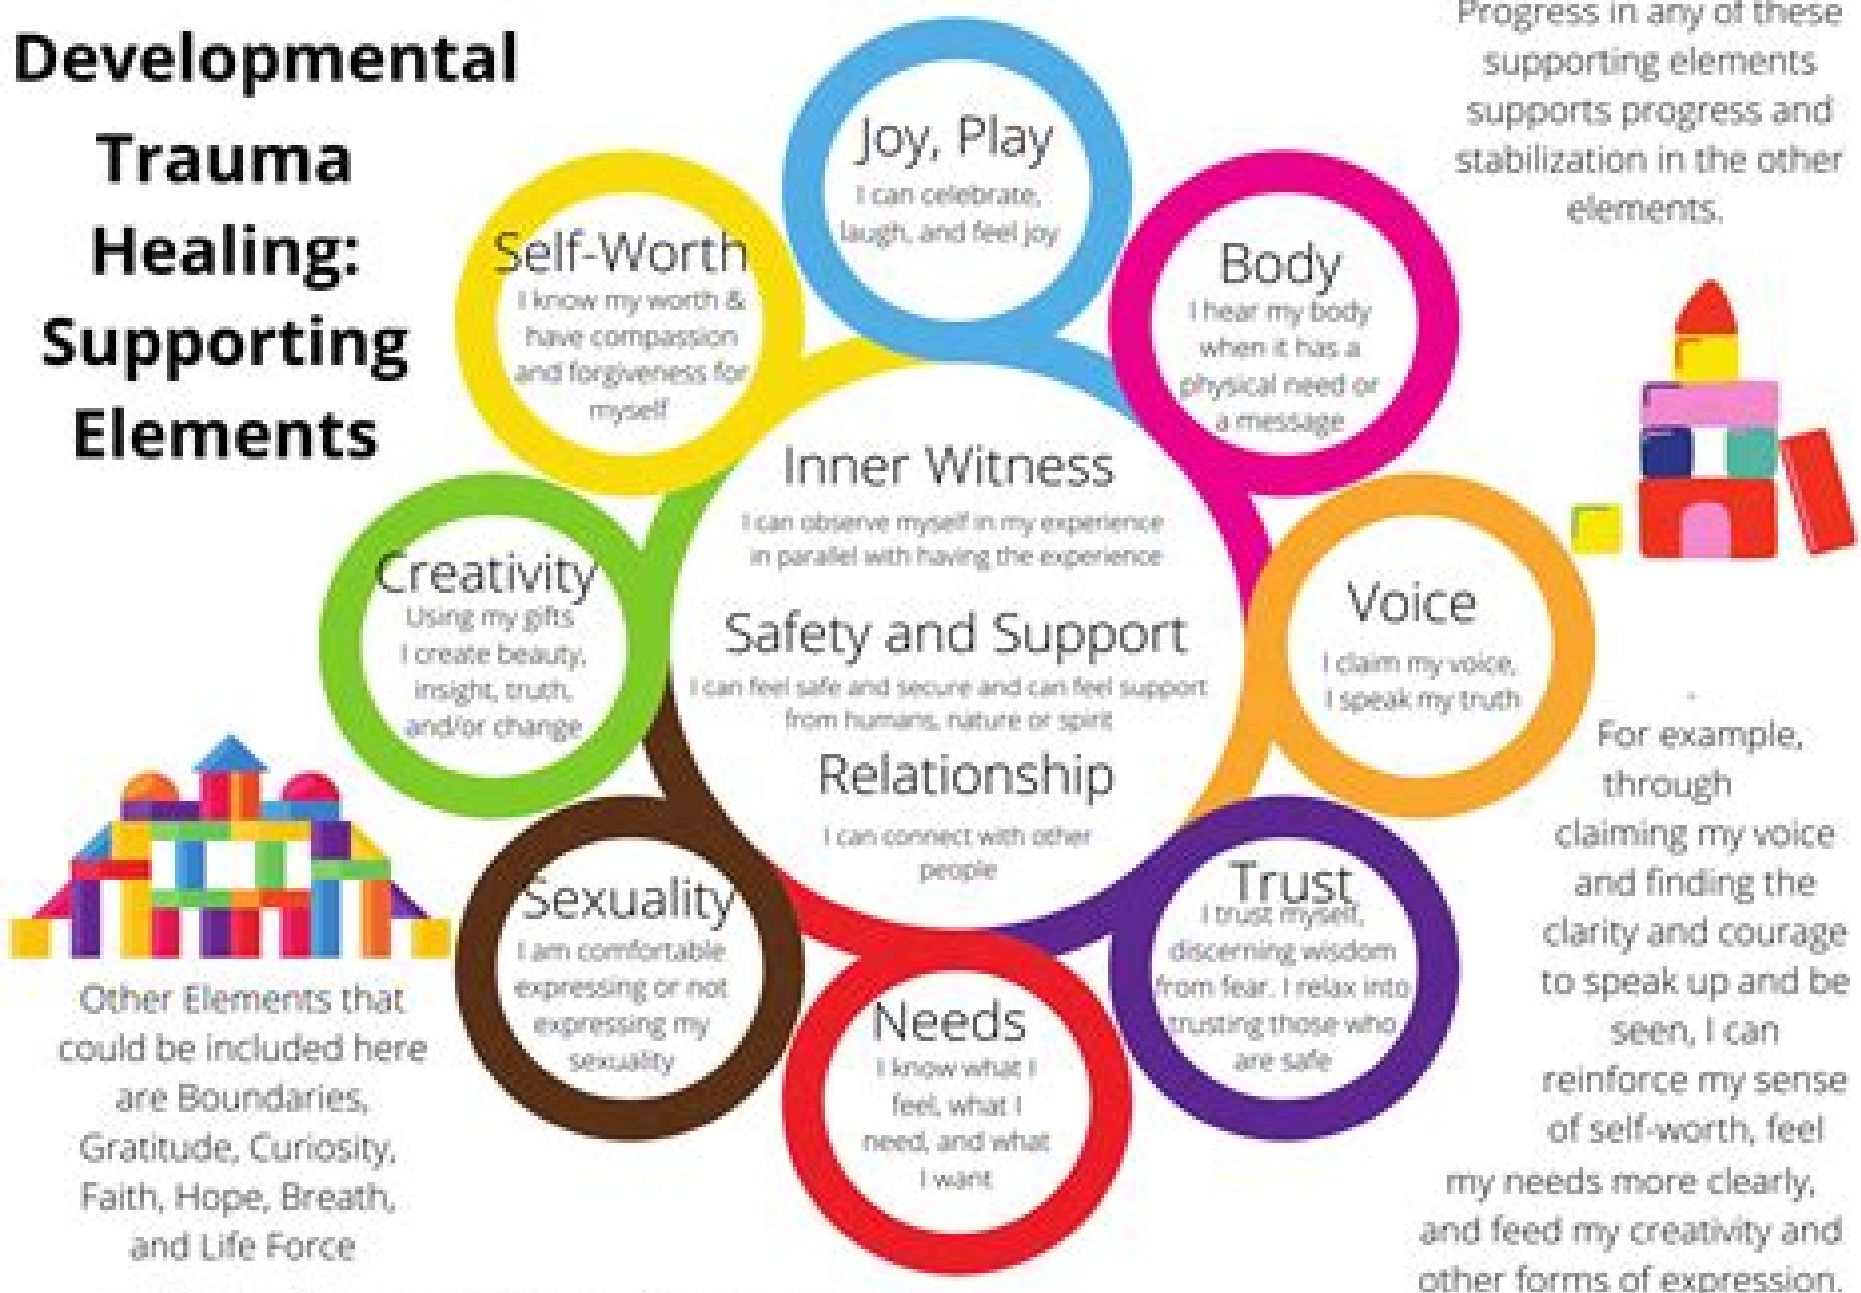 Developmental
Trauma
Healing:
Supporting
Elements
Progress in any of these
supporting elements
supports progress and
stabilization in the other
elements.
Joy, Play
I can celebrate,
laugh, and feel joy
Self-Worth
I know my worth &
have compassion
and forgiveness for
myself
Body
I hear my body
when it has a
physical need or
a message
Inner Witness
I can observe myself in my experience
in parallel with having the experience
Safety and Support
I can feel safe and secure and can feel support
from humans, nature or spirit
Relationship
I can connect with other
people
Creativity
Using my gifts
I create beauty,
insight, truth,
and/or change
Voice
I claim my voice,
I speak my truth
Sexuality
I am comfortable
expressing or not
expressing my
sexuality
Needs
I know what I
feel, what I
need, and what
I want
Trust
I trust myself,
discerning wisdom
from fear. I relax into
trusting those who
are safe
Other Elements that
could be included here
are Boundaries,
Gratitude, Curiosity,
Faith, Hope, Breath,
and Life Force
For example,
through
claiming my voice
and finding the
clarity and courage
to speak up and be
seen, I can
reinforce my sense
of self-worth, feel
my needs more clearly,
and feed my creativity and
other forms of expression.